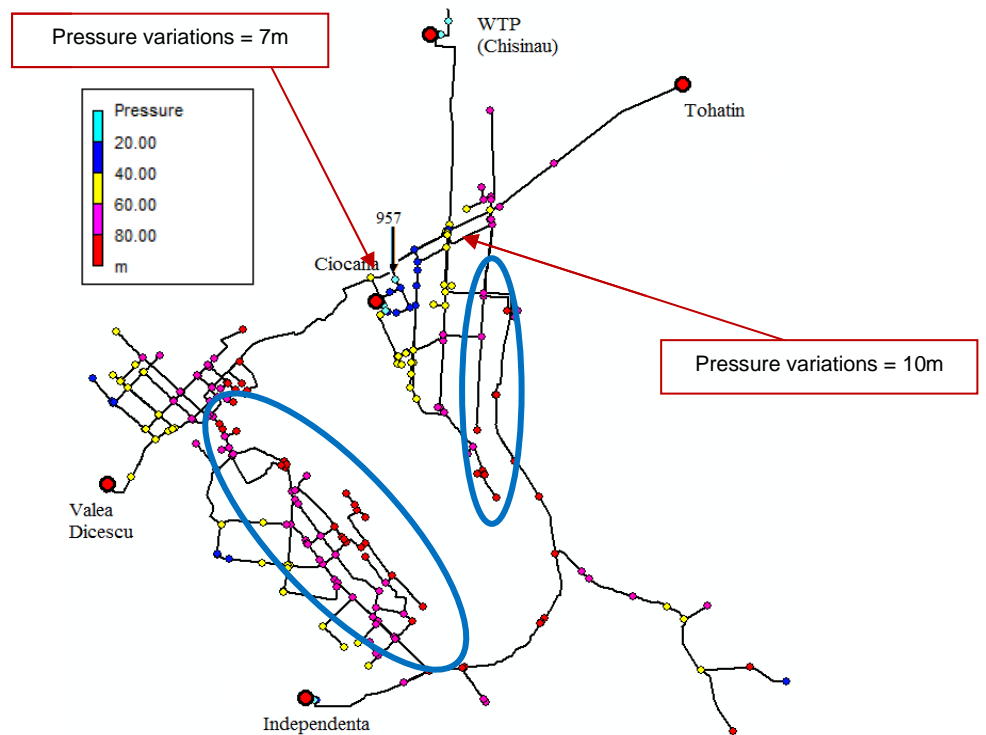 Pressure variations = 7m
WTP
(Chisinau)
Tohatin
Pressure
20.00
40.00
60.00
80.00
m
957
Ciocana
Pressure variations = 10m
Valea
Dicescu
Independenta